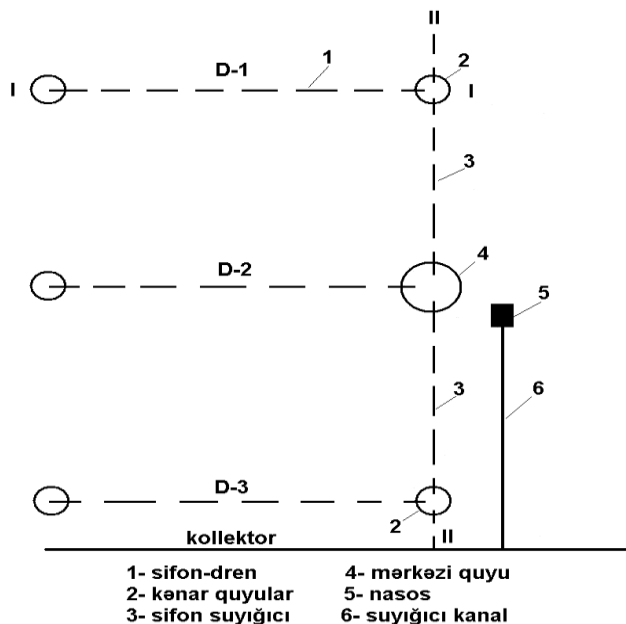 II
D-1
1
2
I
I
3
D-2
4
5
3
6
D-3
2
II
kollektor
1- sifon-dren 4- mərkəzi quyu
2- kənar quyular 5- nasos
3- sifon suyığıcı 6- suyığıcı kanal